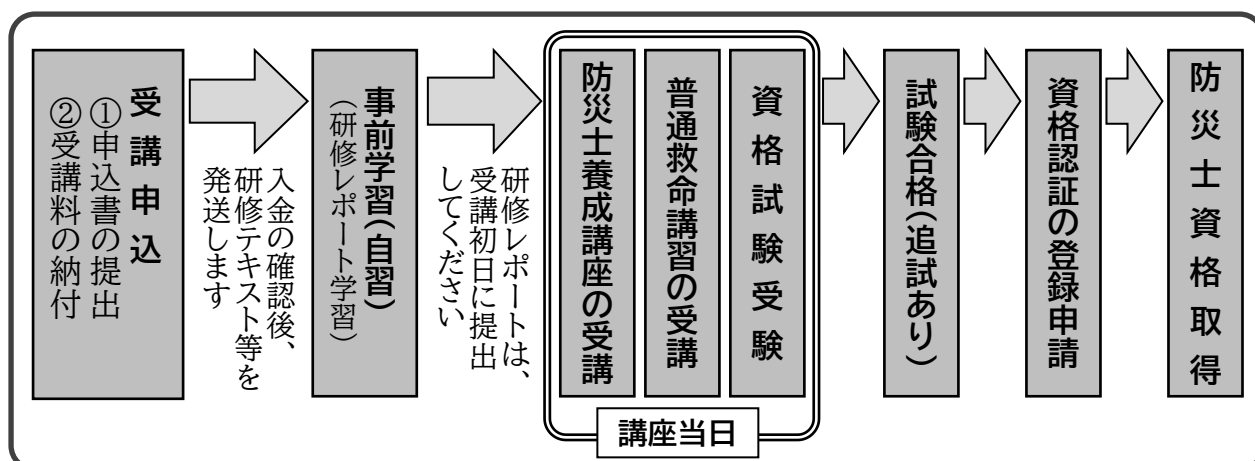 受講申込
①申込書の提出
②受講料の納付
入金の確認後、
研修テキスト等を
発送します
事前学習(自習)
(研修レポート学習)
研修レポートは、
受講初日に提出
してください
防災士養成講座の受講
普通救命講習の受講
資格試験受験
講座当日
試験合格(追試あり)
資格認証の登録申請
防災士資格取得